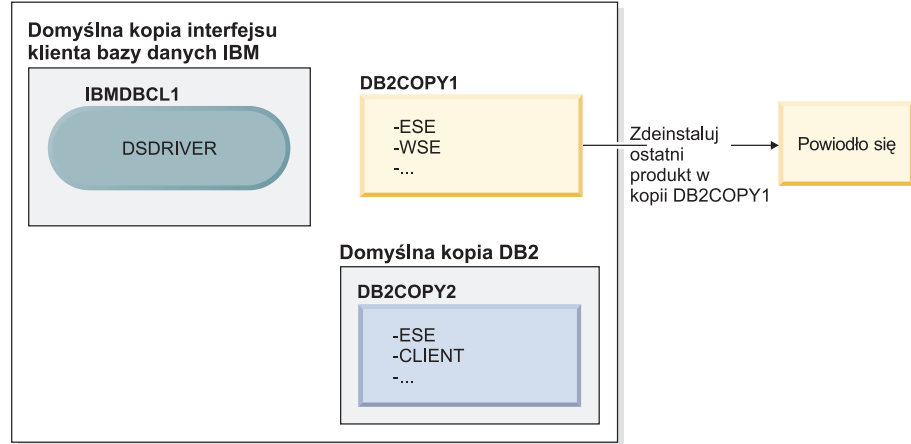 Domyślna kopia interfejsu
klienta bazy danych IBM
IBMDBCL1
DSDRIVER
DB2COPY1
-ESE
-WSE
-...
Zdeinstaluj
ostatni
produkt w
kopii DB2COPY1
Powiodło się
Domyślna kopia DB2
DB2COPY2
-ESE
-CLIENT
-...